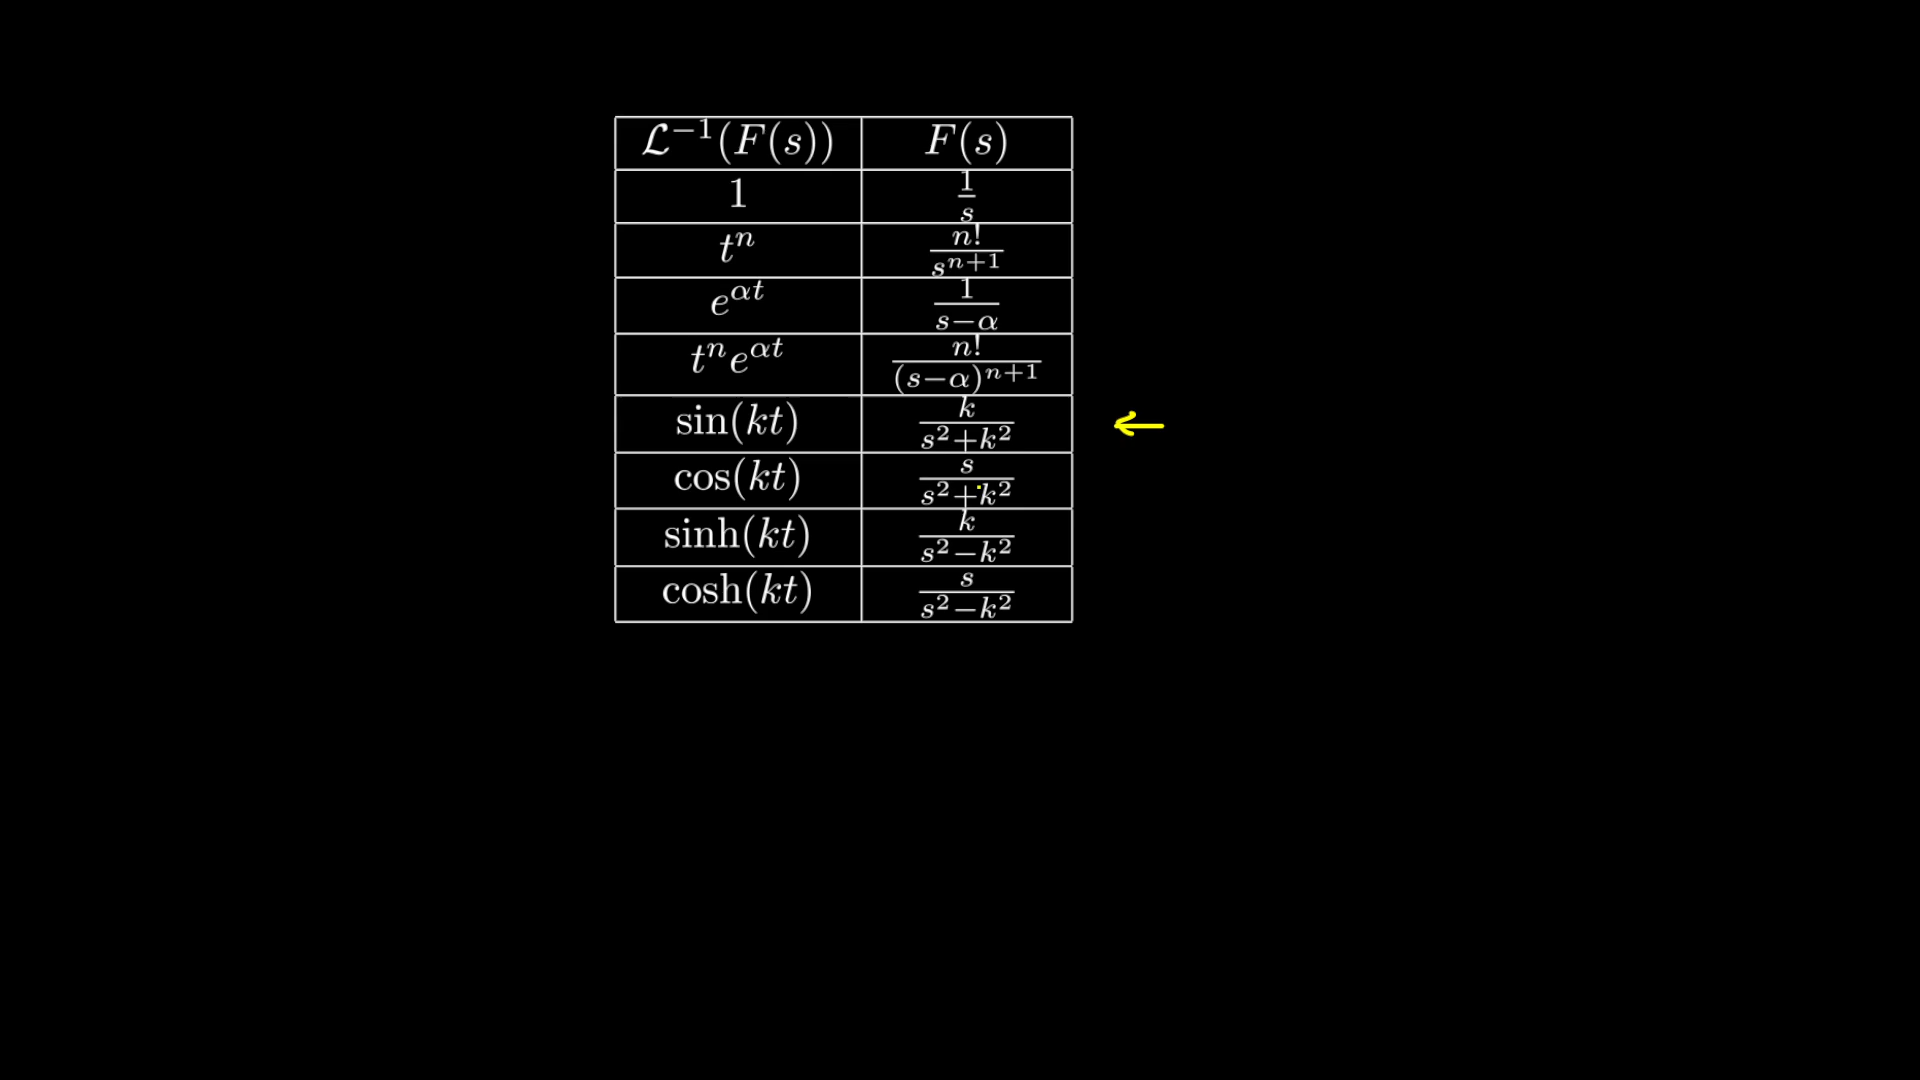 ℒ⁻¹(F(s)) F(s)
1 1/s
tⁿ n!/sⁿ⁺¹
e^{αt} 1/(s−α)
tⁿe^{αt} n!/(s−α)ⁿ⁺¹
sin(kt) k/(s²+k²) ←
cos(kt) s/(s²+k²)
sinh(kt) k/(s²−k²)
cosh(kt) s/(s²−k²)